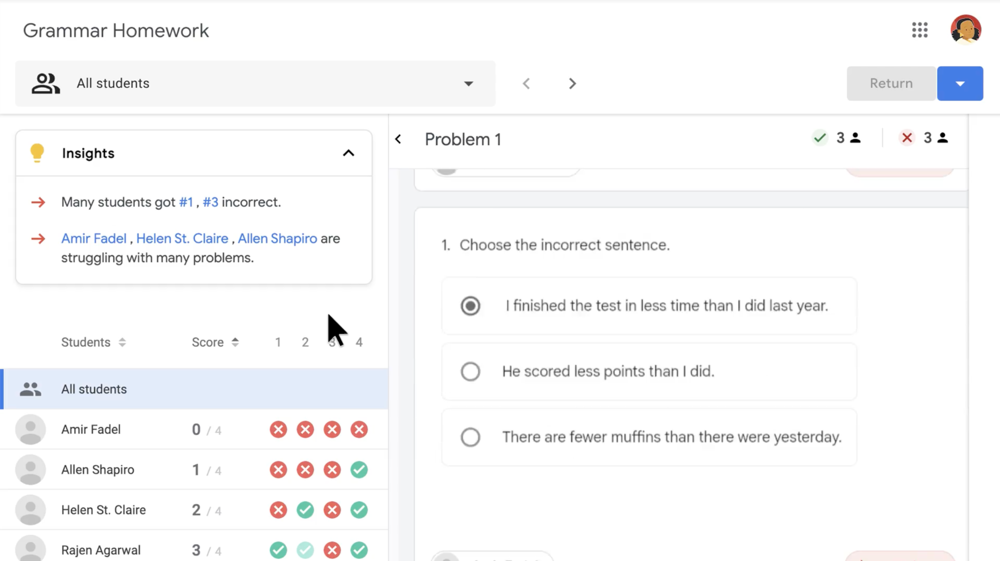 Grammar Homework
All students
Return
Insights
Many students got #1 , #3 incorrect.
Amir Fadel , Helen St. Claire , Allen Shapiro are
struggling with many problems.
Students Score 1 2 3 4
All students
Amir Fadel 0 / 4
Allen Shapiro 1 / 4
Helen St. Claire 2 / 4
Rajen Agarwal 3 / 4
Problem 1 3 3
1. Choose the incorrect sentence.
I finished the test in less time than I did last year.
He scored less points than I did.
There are fewer muffins than there were yesterday.